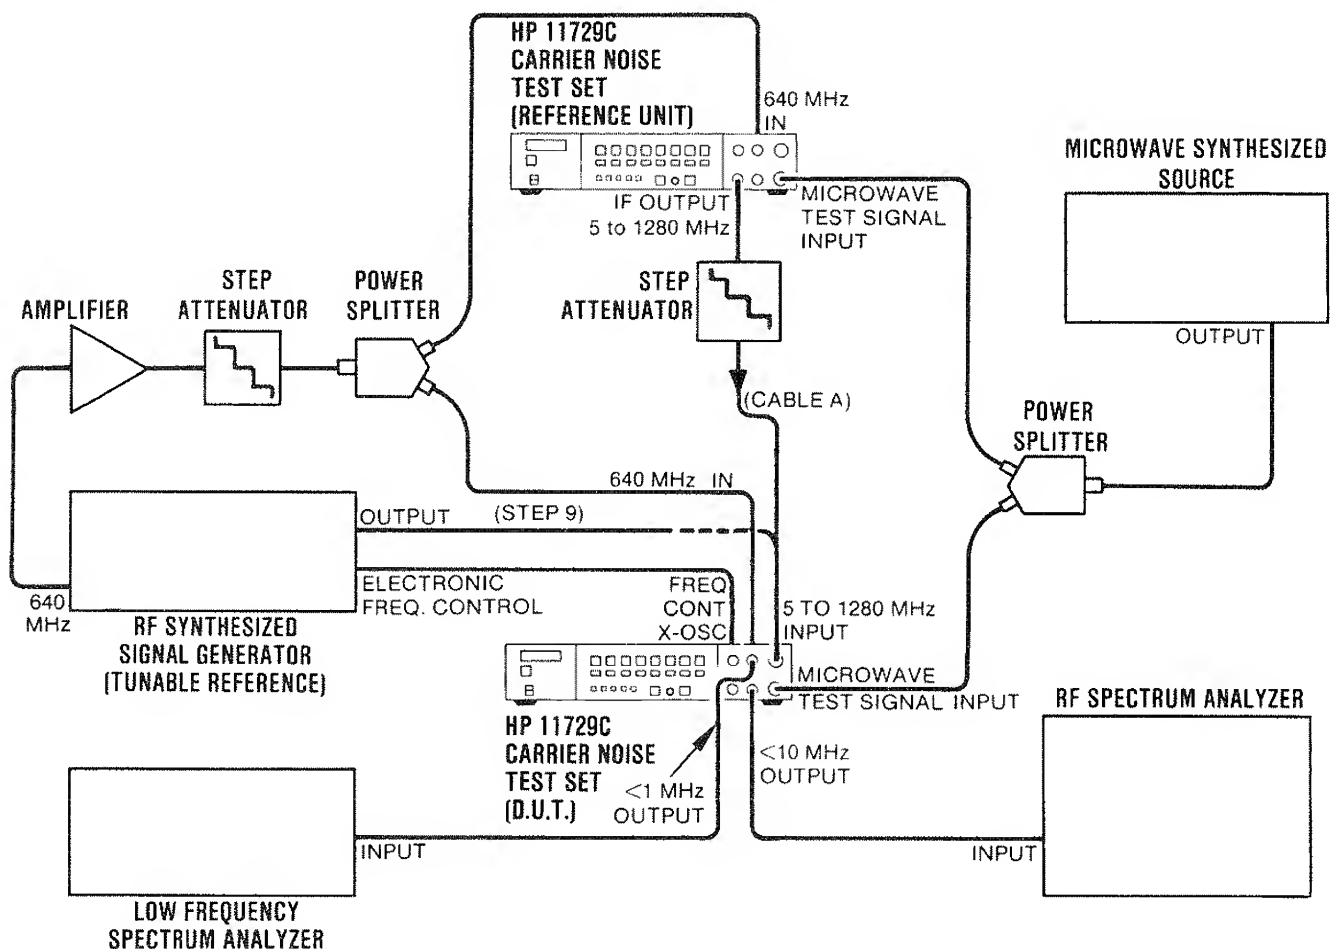 HP 11729C
CARRIER NOISE
TEST SET
(REFERENCE UNIT)
640 MHz
IN
MICROWAVE SYNTHESIZED
SOURCE
IF OUTPUT
5 to 1280 MHz
MICROWAVE
TEST SIGNAL
INPUT
AMPLIFIER
STEP
ATTENUATOR
POWER
SPLITTER
STEP
ATTENUATOR
OUTPUT
(CABLE A)
POWER
SPLITTER
640 MHz IN
OUTPUT
(STEP 9)
ELECTRONIC
FREQ. CONTROL
FREQ
CONT
X-OSC
5 TO 1280 MHz
INPUT
640
MHz
RF SYNTHESIZED
SIGNAL GENERATOR
(TUNABLE REFERENCE)
MICROWAVE
TEST SIGNAL INPUT
RF SPECTRUM ANALYZER
HP 11729C
CARRIER NOISE
TEST SET
(D.U.T.)
<1 MHz
OUTPUT
<10 MHz
OUTPUT
INPUT
INPUT
LOW FREQUENCY
SPECTRUM ANALYZER